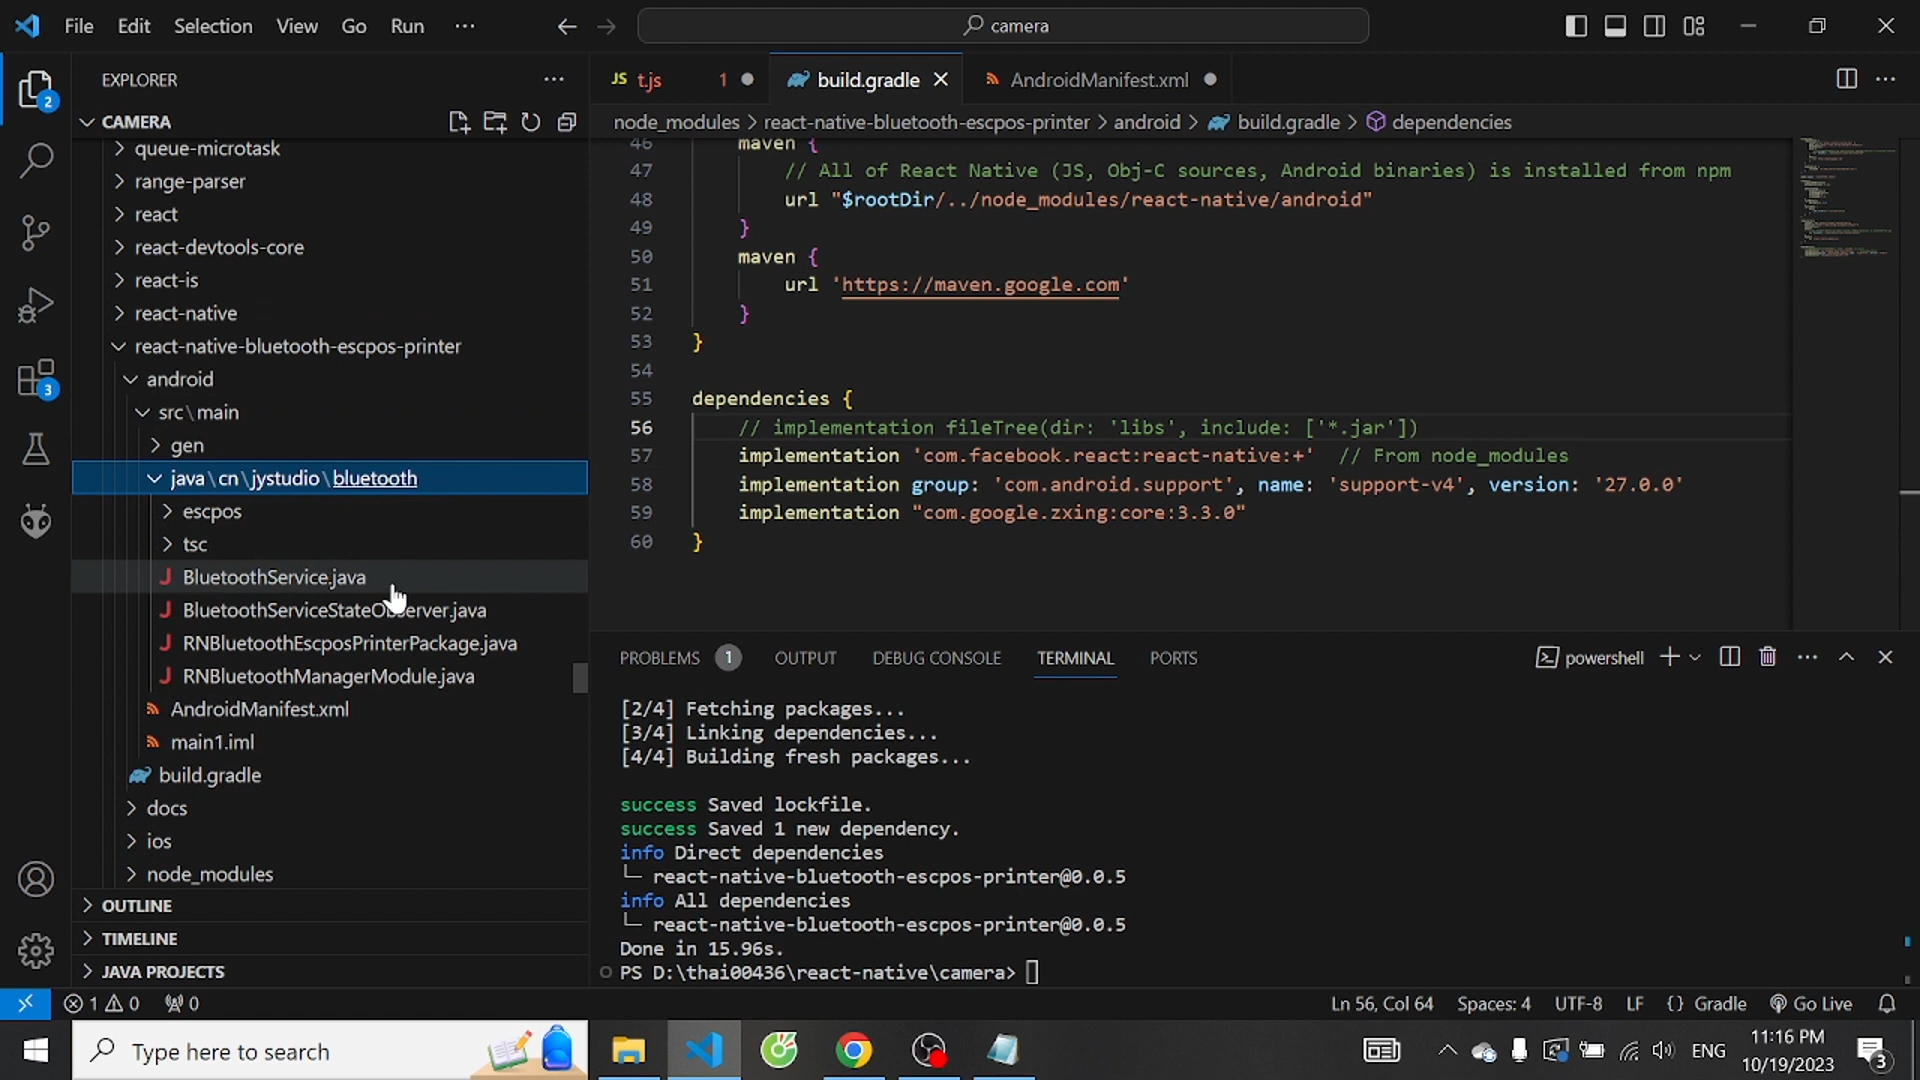 File Edit Selection View Go Run ···
camera
EXPLORER
CAMERA
queue-microtask
range-parser
react
react-devtools-core
react-is
react-native
react-native-bluetooth-escpos-printer
android
src\main
gen
java\cn\jystudio\bluetooth
escpos
tsc
BluetoothService.java
BluetoothServiceStateObserver.java
RNBluetoothEscposPrinterPackage.java
RNBluetoothManagerModule.java
AndroidManifest.xml
main1.iml
build.gradle
docs
ios
node_modules
OUTLINE
TIMELINE
JAVA PROJECTS
2
3
JS t.js 1
build.gradle
AndroidManifest.xml
node_modules > react-native-bluetooth-escpos-printer > android > build.gradle > dependencies
46 maven {
47 // All of React Native (JS, Obj-C sources, Android binaries) is installed from npm
48 url "$rootDir/../node_modules/react-native/android"
49 }
50 maven {
51 url 'https://maven.google.com'
52 }
53 }
54
55 dependencies {
56 // implementation fileTree(dir: 'libs', include: ['*.jar'])
57 implementation 'com.facebook.react:react-native:+' // From node_modules
58 implementation group: 'com.android.support', name: 'support-v4', version: '27.0.0'
59 implementation "com.google.zxing:core:3.3.0"
60 }
PROBLEMS 1 OUTPUT DEBUG CONSOLE TERMINAL PORTS
powershell
[2/4] Fetching packages...
[3/4] Linking dependencies...
[4/4] Building fresh packages...
success Saved lockfile.
success Saved 1 new dependency.
info Direct dependencies
└─ react-native-bluetooth-escpos-printer@0.0.5
info All dependencies
└─ react-native-bluetooth-escpos-printer@0.0.5
Done in 15.96s.
PS D:\thai00436\react-native\camera>
1 0 0
Ln 56, Col 64 Spaces: 4 UTF-8 LF {} Gradle Go Live
Type here to search
ENG
11:16 PM
10/19/2023
3